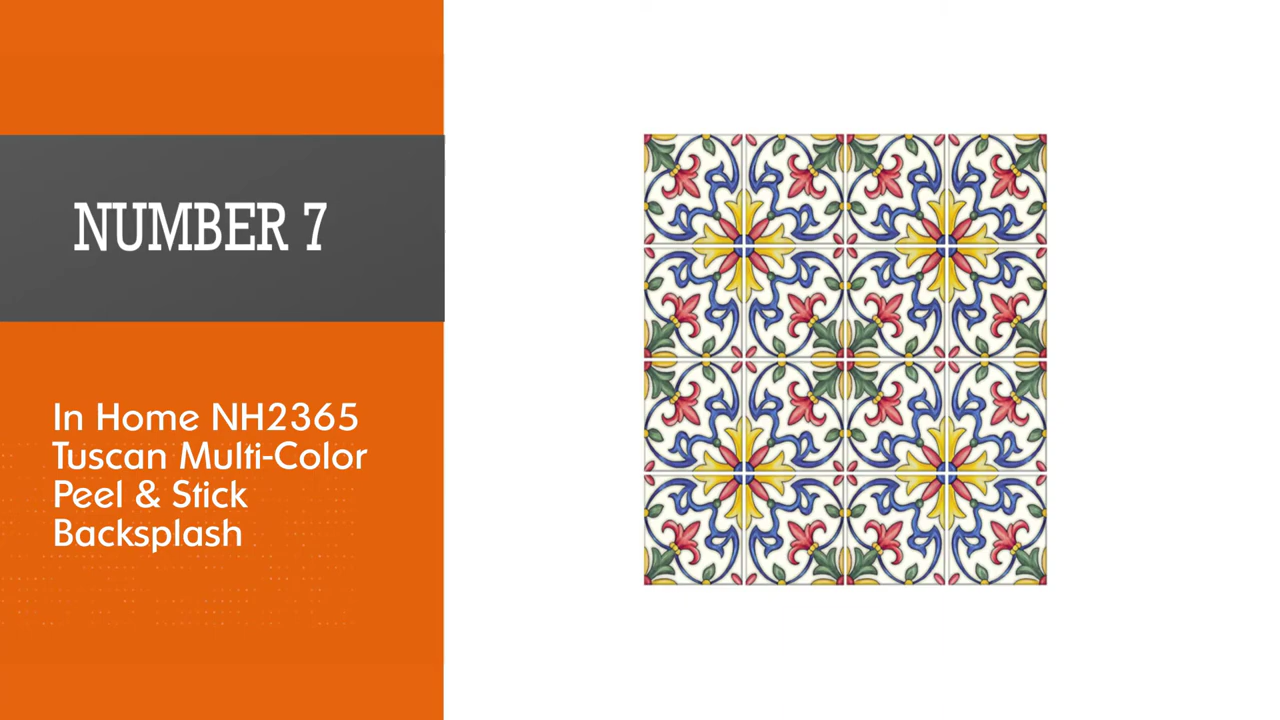 NUMBER 7
In Home NH2365
Tuscan Multi-Color
Peel & Stick
Backsplash